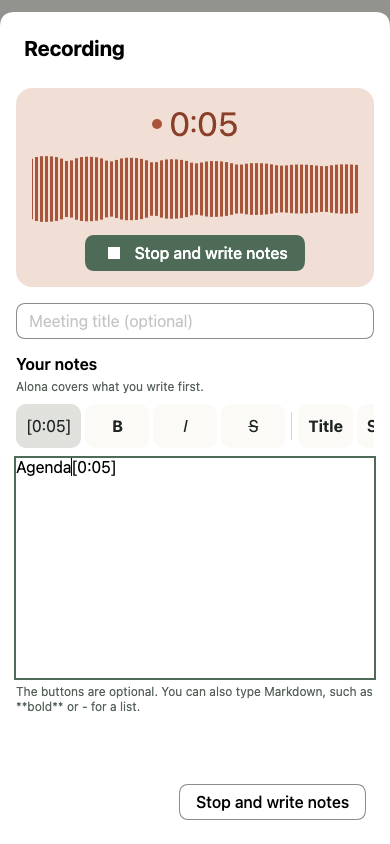 Recording
0:05
Stop and write notes
Meeting title (optional)
Your notes
Alona covers what you write first.
[0:05] B I S Title S
Agenda[0:05]
The buttons are optional. You can also type Markdown, such as
**bold** or - for a list.
Stop and write notes